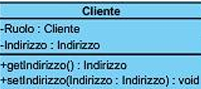 Cliente
-Ruolo : Cliente
-Indirizzo : Indirizzo
+getIndirizzo() : Indirizzo
+setIndirizzo(Indirizzo : Indirizzo) : void